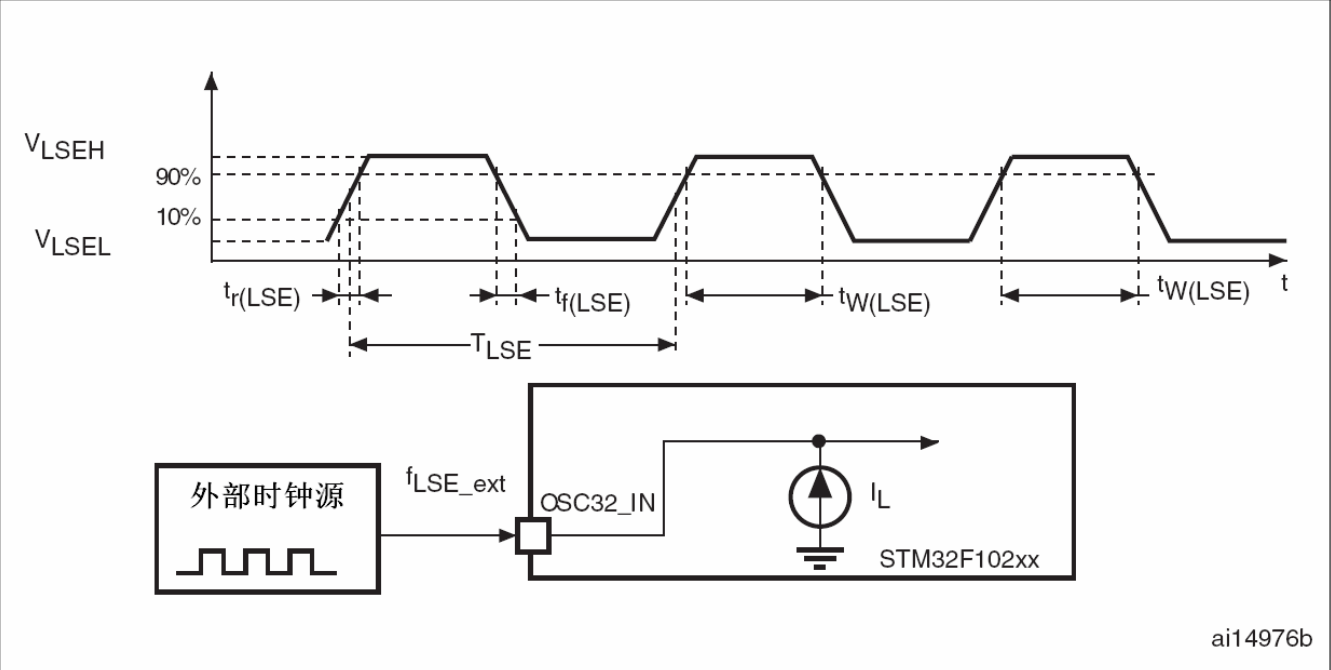 VLSEH
90%
10%
VLSEL
tr(LSE)
tf(LSE)
tW(LSE)
tW(LSE)
t
TLSE
外部时钟源
fLSE_ext
OSC32_IN
IL
STM32F102xx
ai14976b